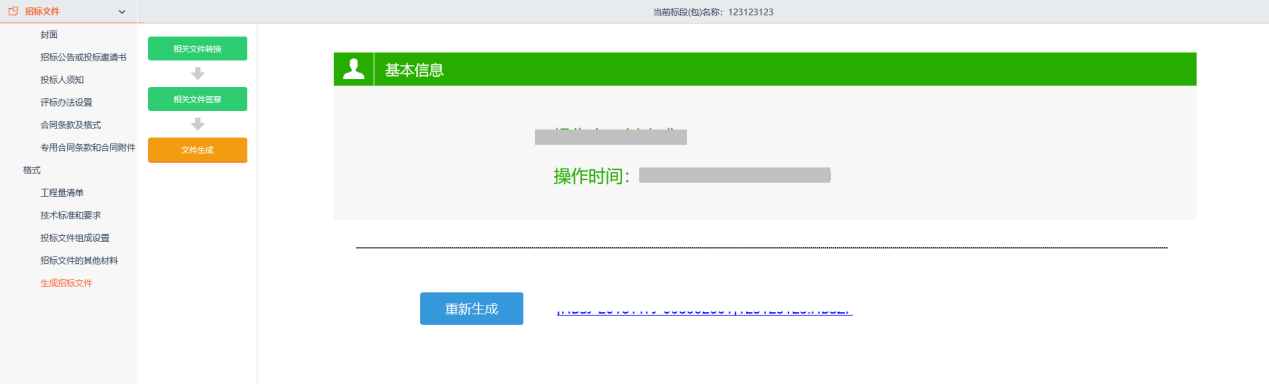 招标文件
当前标段(包)名称：123123123
封面
招标公告或投标邀请书
投标人须知
评标办法设置
合同条款及格式
专用合同条款和合同附件
格式
工程量清单
技术标准和要求
投标文件组成设置
招标文件的其他材料
生成招标文件
相关文件转换
相关文件签章
文件生成
基本信息
操作时间：
重新生成